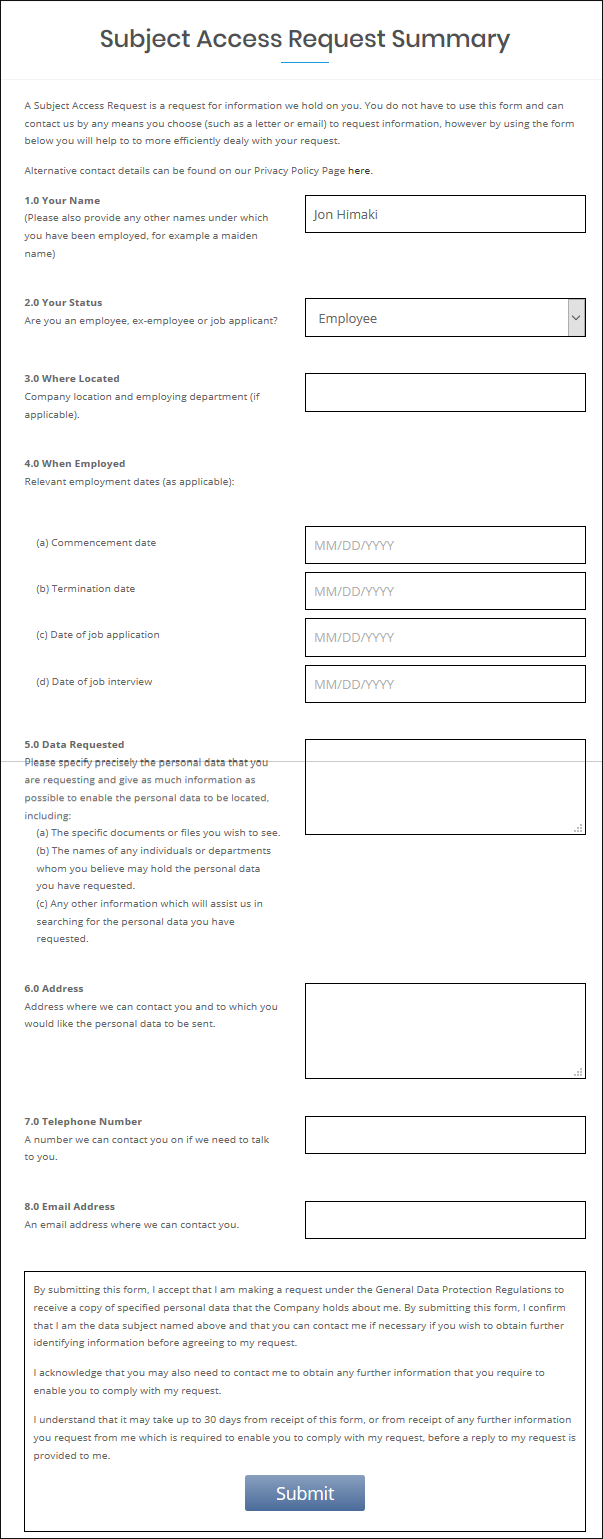 Subject Access Request Summary
A Subject Access Request is a request for information we hold on you. You do not have to use this form and can
contact us by any means you choose (such as a letter or email) to request information, however by using the form
below you will help to to more efficiently dealy with your request.
Alternative contact details can be found on our Privacy Policy Page here.
1.0 Your Name
(Please also provide any other names under which
you have been employed, for example a maiden
name)
Jon Himaki
2.0 Your Status
Are you an employee, ex-employee or job applicant?
Employee
3.0 Where Located
Company location and employing department (if
applicable).
4.0 When Employed
Relevant employment dates (as applicable):
(a) Commencement date
MM/DD/YYYY
(b) Termination date
MM/DD/YYYY
(c) Date of job application
MM/DD/YYYY
(d) Date of job interview
MM/DD/YYYY
5.0 Data Requested
Please specify precisely the personal data that you
are requesting and give as much information as
possible to enable the personal data to be located,
including:
(a) The specific documents or files you wish to see.
(b) The names of any individuals or departments
whom you believe may hold the personal data
you have requested.
(c) Any other information which will assist us in
searching for the personal data you have
requested.
6.0 Address
Address where we can contact you and to which you
would like the personal data to be sent.
7.0 Telephone Number
A number we can contact you on if we need to talk
to you.
8.0 Email Address
An email address where we can contact you.
By submitting this form, I accept that I am making a request under the General Data Protection Regulations to
receive a copy of specified personal data that the Company holds about me. By submitting this form, I confirm
that I am the data subject named above and that you can contact me if necessary if you wish to obtain further
identifying information before agreeing to my request.
I acknowledge that you may also need to contact me to obtain any further information that you require to
enable you to comply with my request.
I understand that it may take up to 30 days from receipt of this form, or from receipt of any further information
you request from me which is required to enable you to comply with my request, before a reply to my request is
provided to me.
Submit